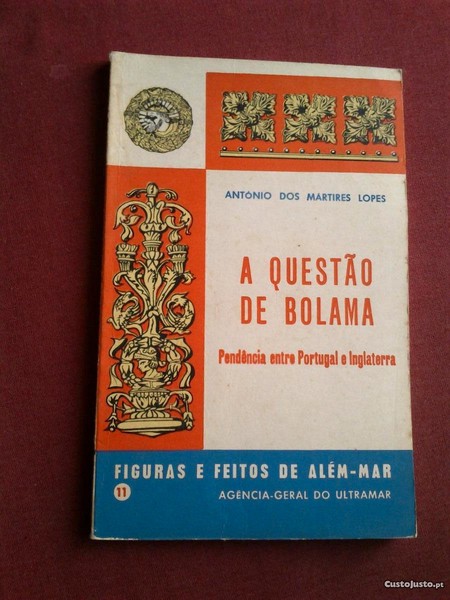 ANTÓNIO DOS MÁRTIRES LOPES
A QUESTÃO
DE BOLAMA
Pendência entre Portugal e Inglaterra
FIGURAS E FEITOS DE ALÉM-MAR
11
AGÊNCIA-GERAL DO ULTRAMAR
CustoJusto.pt